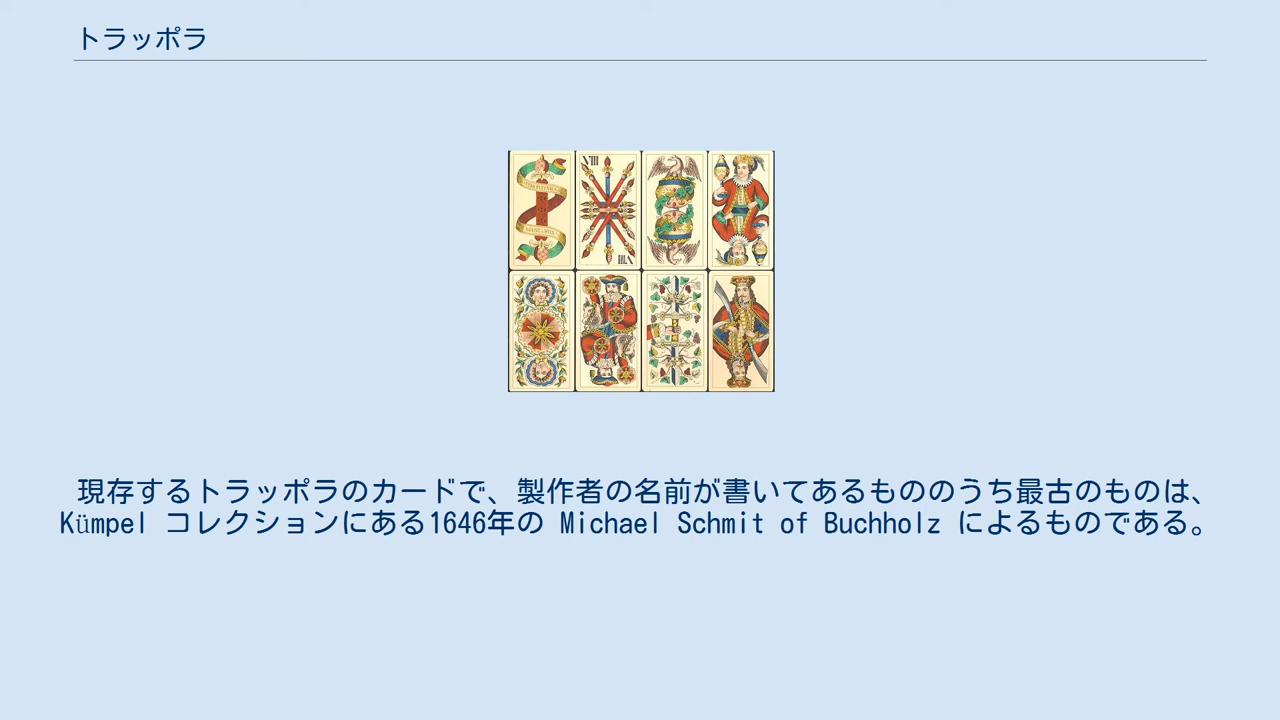 トラッポラ
VIII
VIII
現存するトラッポラのカードで、製作者の名前が書いてあるもののうち最古のものは、
Kümpel コレクションにある1646年の Michael Schmit of Buchholz によるものである。